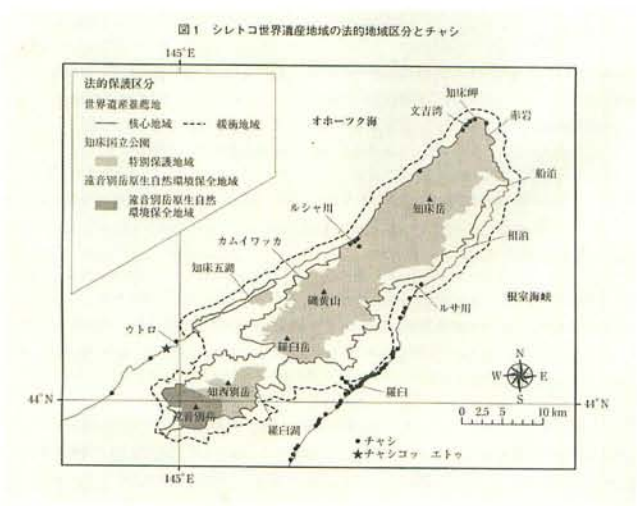 図1 シレトコ世界遺産地域の法的地域区分とチャシ
145°E
法的保護区分
世界遺産推薦地
核心地域 緩衝地域
知床国立公園
特別保護地域
遠音別岳原生自然環境保全地域
遠音別岳原生自然
環境保全地域
オホーツク海
知床岬
文吉湾
赤岩
船泊
知床岳
ルシャ川
カムイワッカ
知床五湖
相泊
硫黄山
ルサ川
根室海峡
ウトロ
羅臼岳
N
W E
S
知西別岳
羅臼
44°N
44°N
遠音別岳
羅臼湖
0 2.5 5 10 km
チャシ
チャシコッ エトゥ
145°E